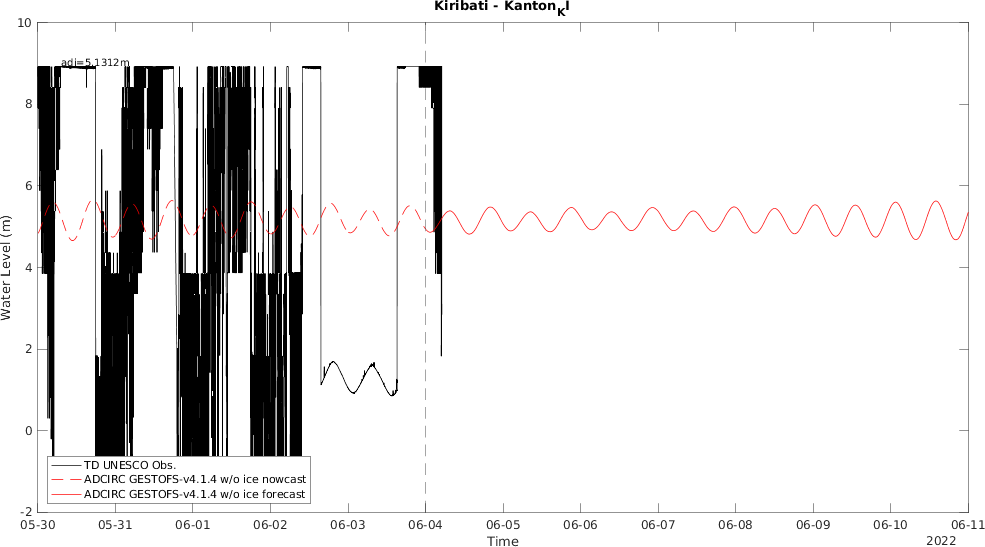 Kiribati - Kanton_KI
adj=5.1312m
10
8
6
4
2
0
-2
Water Level (m)
TD UNESCO Obs.
ADCIRC GESTOFS-v4.1.4 w/o ice nowcast
ADCIRC GESTOFS-v4.1.4 w/o ice forecast
05-30 05-31 06-01 06-02 06-03 06-04 06-05 06-06 06-07 06-08 06-09 06-10 06-11
Time
2022